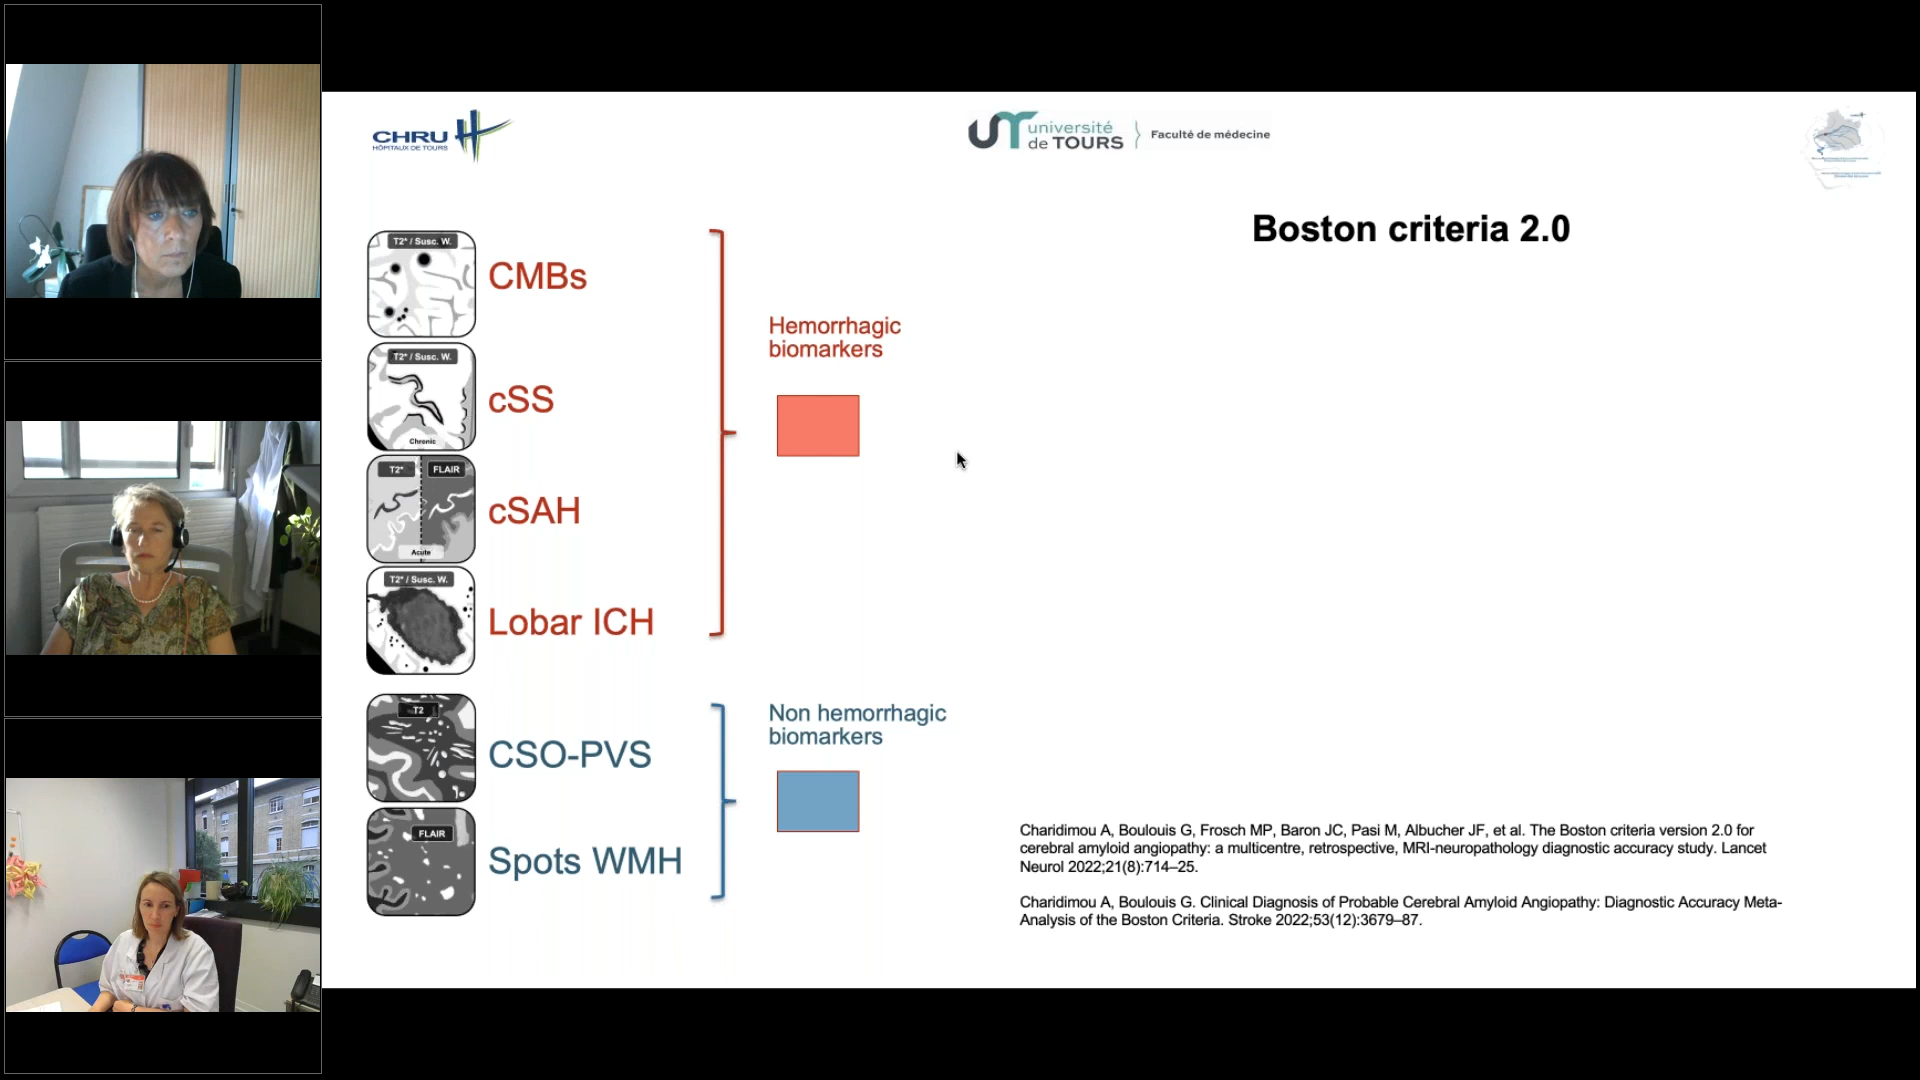 CHRU
HÔPITAUX DE TOURS
université
de TOURS
Faculté de médecine
Boston criteria 2.0
T2* / Susc. W.
CMBs
T2* / Susc. W.
Chronic
cSS
T2*
FLAIR
Acute
cSAH
T2* / Susc. W.
Lobar ICH
Hemorrhagic
biomarkers
T2
CSO-PVS
FLAIR
Spots WMH
Non hemorrhagic
biomarkers
Charidimou A, Boulouis G, Frosch MP, Baron JC, Pasi M, Albucher JF, et al. The Boston criteria version 2.0 for
cerebral amyloid angiopathy: a multicentre, retrospective, MRI-neuropathology diagnostic accuracy study. Lancet
Neurol 2022;21(8):714–25.
Charidimou A, Boulouis G. Clinical Diagnosis of Probable Cerebral Amyloid Angiopathy: Diagnostic Accuracy Meta-
Analysis of the Boston Criteria. Stroke 2022;53(12):3679–87.